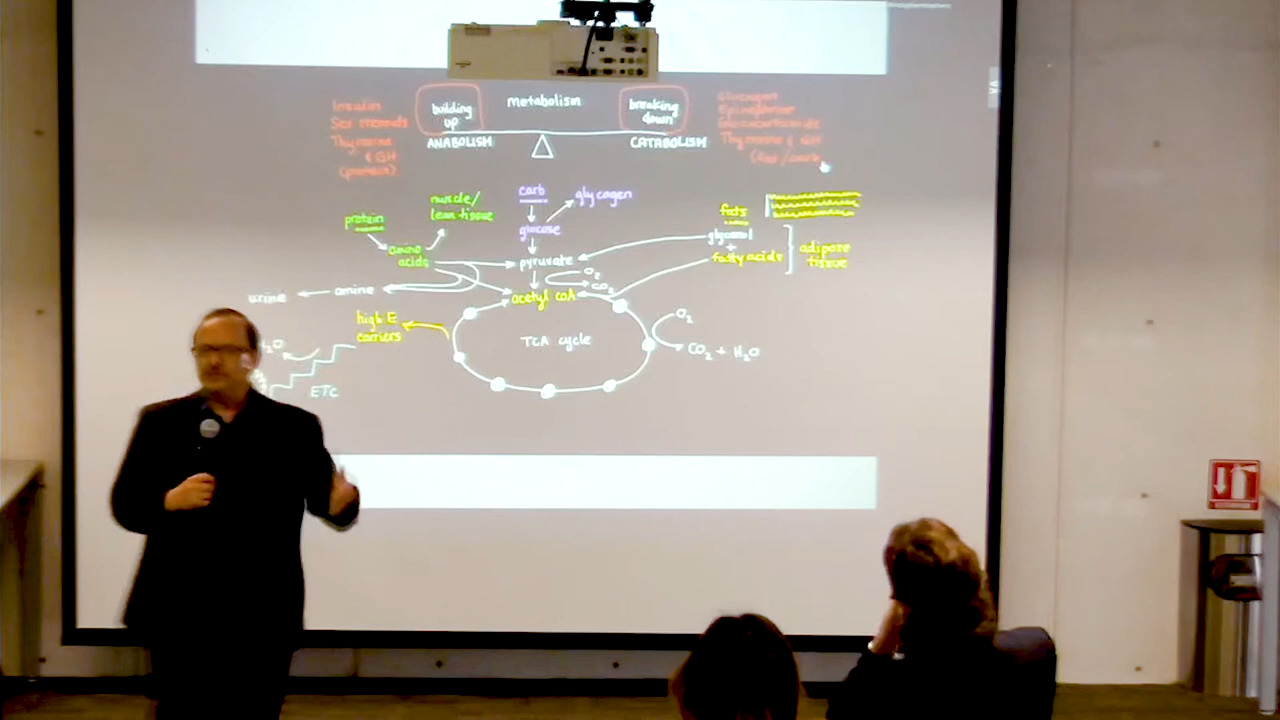 metabolism
building
up
breaking
down
ANABOLISM
CATABOLISM
Insulin
Sex steroids
Thyroxine
& GH
(protein)
Glucagon
Epinephrine
Glucocorticoids
Thyroxine & GH
protein
amino
acids
muscle/
lean tissue
carb
glycogen
glucose
pyruvate
O₂
CO₂
acetyl coA
fats
glycerol
+
fatty acids
adipose
tissue
urine
amine
high E
carriers
ETC
TCA cycle
O₂
CO₂ + H₂O